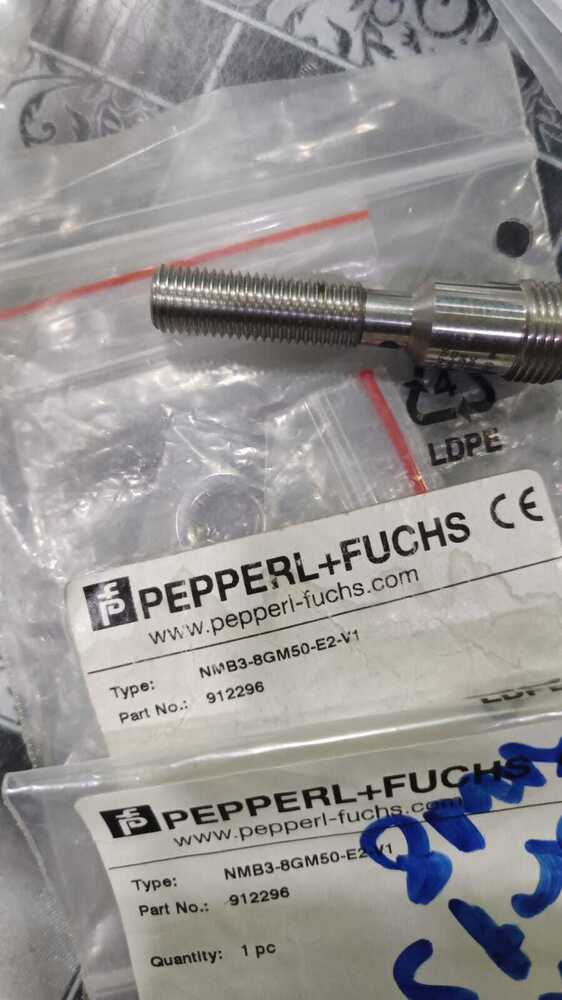 4
LDPE
PEPPERL+FUCHS CE
www.pepperl-fuchs.com
Type: NMB3-8GM50-E2-V1
Part No.: 912296
PEPPERL+FUCHS
www.pepperl-fuchs.com
Type: NMB3-8GM50-E2-V1
Part No.: 912296
Quantity: 1 pc